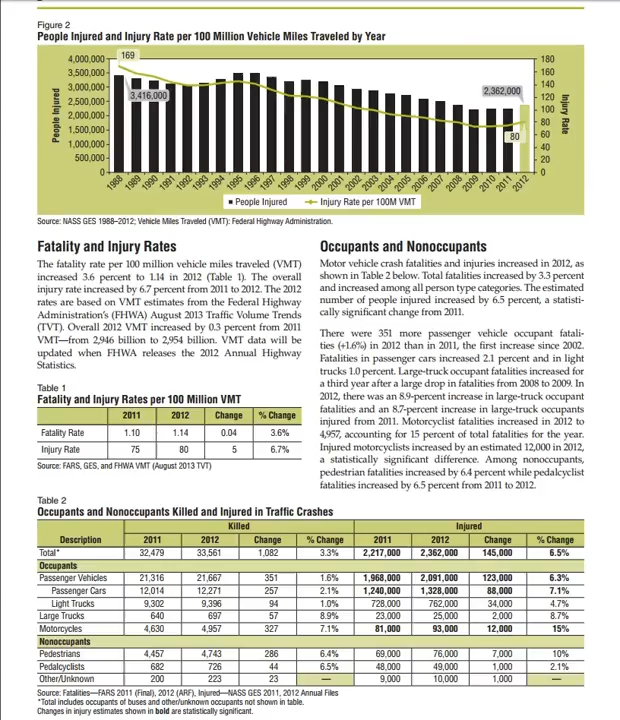 Figure 2
People Injured and Injury Rate per 100 Million Vehicle Miles Traveled by Year
4,000,000
3,500,000
3,000,000
2,500,000
2,000,000
1,500,000
1,000,000
500,000
0
People Injured
169
3,416,000
2,362,000
80
180
160
140
120
100
80
60
40
20
0
Injury Rate
1988 1989 1990 1991 1992 1993 1994 1995 1996 1997 1998 1999 2000 2001 2002 2003 2004 2005 2006 2007 2008 2009 2010 2011 2012
People Injured Injury Rate per 100M VMT
Source: NASS GES 1988–2012; Vehicle Miles Traveled (VMT): Federal Highway Administration.
Fatality and Injury Rates
The fatality rate per 100 million vehicle miles traveled (VMT)
increased 3.6 percent to 1.14 in 2012 (Table 1). The overall
injury rate increased by 6.7 percent from 2011 to 2012. The 2012
rates are based on VMT estimates from the Federal Highway
Administration's (FHWA) August 2013 Traffic Volume Trends
(TVT). Overall 2012 VMT increased by 0.3 percent from 2011
VMT—from 2,946 billion to 2,954 billion. VMT data will be
updated when FHWA releases the 2012 Annual Highway
Statistics.
Table 1
Fatality and Injury Rates per 100 Million VMT
2011 2012 Change % Change
Fatality Rate 1.10 1.14 0.04 3.6%
Injury Rate 75 80 5 6.7%
Source: FARS, GES, and FHWA VMT (August 2013 TVT)
Occupants and Nonoccupants
Motor vehicle crash fatalities and injuries increased in 2012, as
shown in Table 2 below. Total fatalities increased by 3.3 percent
and increased among all person type categories. The estimated
number of people injured increased by 6.5 percent, a statisti-
cally significant change from 2011.
There were 351 more passenger vehicle occupant fatali-
ties (+1.6%) in 2012 than in 2011, the first increase since 2002.
Fatalities in passenger cars increased 2.1 percent and in light
trucks 1.0 percent. Large-truck occupant fatalities increased for
a third year after a large drop in fatalities from 2008 to 2009. In
2012, there was an 8.9-percent increase in large-truck occupant
fatalities and an 8.7-percent increase in large-truck occupants
injured from 2011. Motorcyclist fatalities increased in 2012 to
4,957, accounting for 15 percent of total fatalities for the year.
Injured motorcyclists increased by an estimated 12,000 in 2012,
a statistically significant difference. Among nonoccupants,
pedestrian fatalities increased by 6.4 percent while pedalcyclist
fatalities increased by 6.5 percent from 2011 to 2012.
Table 2
Occupants and Nonoccupants Killed and Injured in Traffic Crashes
Killed Injured
Description 2011 2012 Change % Change 2011 2012 Change % Change
Total* 32,479 33,561 1,082 3.3% 2,217,000 2,362,000 145,000 6.5%
Occupants
Passenger Vehicles 21,316 21,667 351 1.6% 1,968,000 2,091,000 123,000 6.3%
Passenger Cars 12,014 12,271 257 2.1% 1,240,000 1,328,000 88,000 7.1%
Light Trucks 9,302 9,396 94 1.0% 728,000 762,000 34,000 4.7%
Large Trucks 640 697 57 8.9% 23,000 25,000 2,000 8.7%
Motorcycles 4,630 4,957 327 7.1% 81,000 93,000 12,000 15%
Nonoccupants
Pedestrians 4,457 4,743 286 6.4% 69,000 76,000 7,000 10%
Pedalcyclists 682 726 44 6.5% 48,000 49,000 1,000 2.1%
Other/Unknown 200 223 23 — 9,000 10,000 1,000 —
Source: Fatalities—FARS 2011 (Final), 2012 (ARF), Injured—NASS GES 2011, 2012 Annual Files
*Total includes occupants of buses and other/unknown occupants not shown in table.
Changes in injury estimates shown in bold are statistically significant.